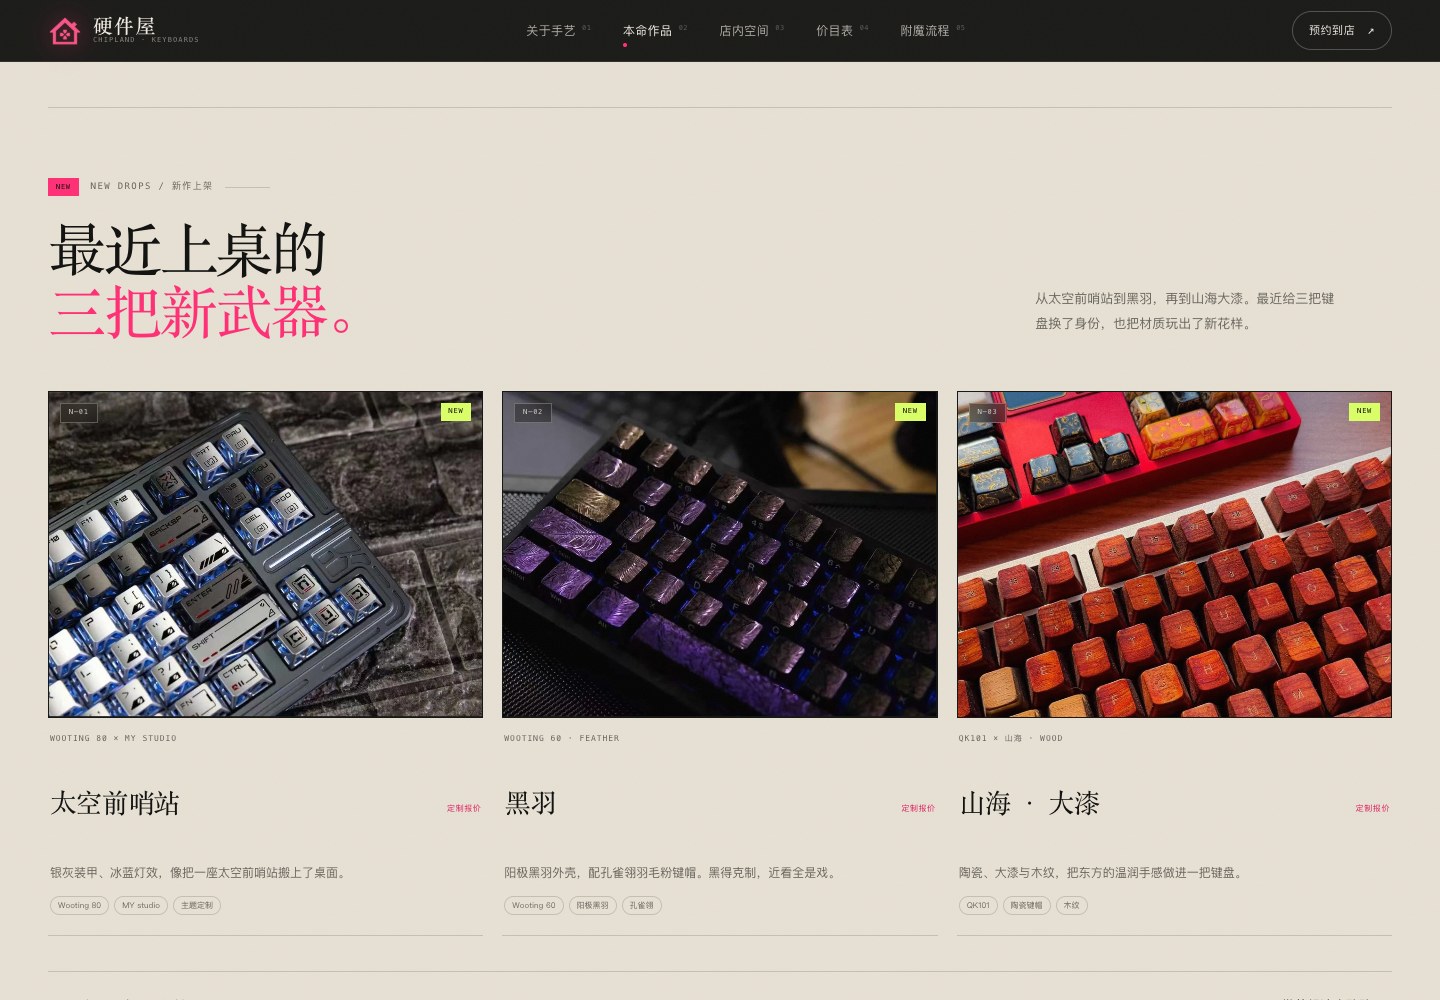 硬件屋
CHIPLAND · KEYBOARDS
关于手艺 01
本命作品 02
店内空间 03
价目表 04
附魔流程 05
预约到店 ↗
NEW
NEW DROPS / 新作上架
最近上桌的
三把新武器。
从太空前哨站到黑羽，再到山海大漆。最近给三把键
盘换了身份，也把材质玩出了新花样。
N—01
NEW
PRT
PAU
F12
F11
BACKSP
DEL
PGD
ENTER
SHIFT
CTRL
FN
N—02
NEW
N—03
NEW
WOOTING 80 × MY STUDIO
WOOTING 60 · FEATHER
QK101 × 山海 · WOOD
太空前哨站
定制报价
黑羽
定制报价
山海 · 大漆
定制报价
银灰装甲、冰蓝灯效，像把一座太空前哨站搬上了桌面。
阳极黑羽外壳，配孔雀翎羽毛粉键帽。黑得克制，近看全是戏。
陶瓷、大漆与木纹，把东方的温润手感做进一把键盘。
Wooting 80
MY studio
主题定制
Wooting 60
阳极黑羽
孔雀翎
QK101
陶瓷键帽
木纹